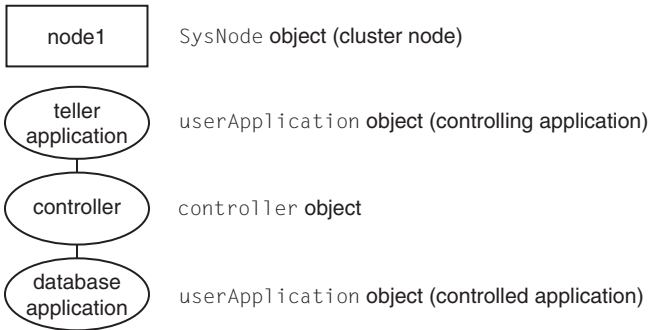 node1 SysNode object (cluster node)
teller
application
userApplication object (controlling application)
controller controller object
database
application
userApplication object (controlled application)